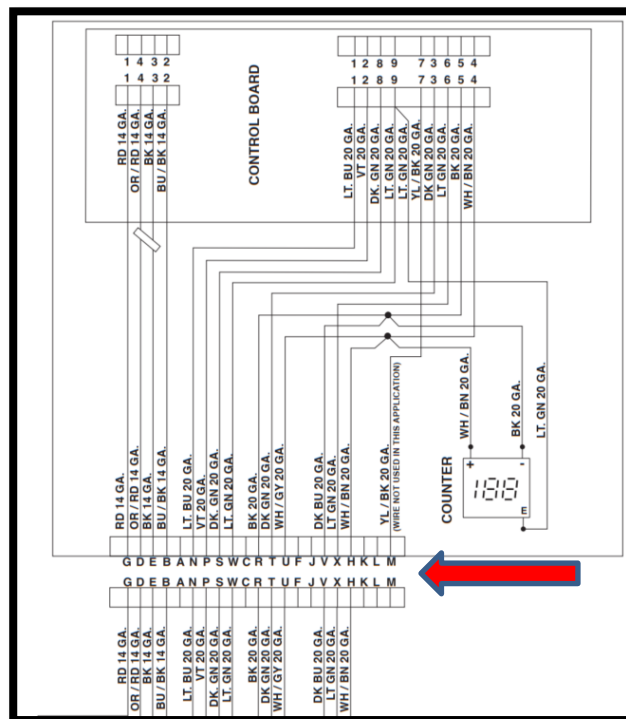 1 4 3 2
1 4 3 2
RD 14 GA.
OR / RD 14 GA.
BK 14 GA.
BU / BK 14 GA.
CONTROL BOARD
1 2 8 9 7 3 6 5 4
1 2 8 9 7 3 6 5 4
LT. BU 20 GA.
VT 20 GA.
DK. GN 20 GA.
LT. GN 20 GA.
LT. GN 20 GA.
YL / BK 20 GA.
DK GN 20 GA.
LT GN 20 GA.
BK 20 GA.
WH / BN 20 GA.
RD 14 GA.
OR / RD 14 GA.
BK 14 GA.
BU / BK 14 GA.
LT. BU 20 GA.
VT 20 GA.
DK. GN 20 GA.
LT. GN 20 GA.
BK 20 GA.
DK GN 20 GA.
WH / GY 20 GA.
DK BU 20 GA.
LT GN 20 GA.
WH / BN 20 GA.
YL / BK 20 GA.
(WIRE NOT USED IN THIS APPLICATION)
COUNTER
WH / BN 20 GA.
BK 20 GA.
LT. GN 20 GA.
+ -
188
E
G D E B A N P S W C R T U F J V X H K L M
G D E B A N P S W C R T U F J V X H K L M
RD 14 GA.
OR / RD 14 GA.
BK 14 GA.
BU / BK 14 GA.
LT. BU 20 GA.
VT 20 GA.
DK. GN 20 GA.
LT. GN 20 GA.
BK 20 GA.
DK GN 20 GA.
WH / GY 20 GA.
DK BU 20 GA.
LT GN 20 GA.
WH / BN 20 GA.